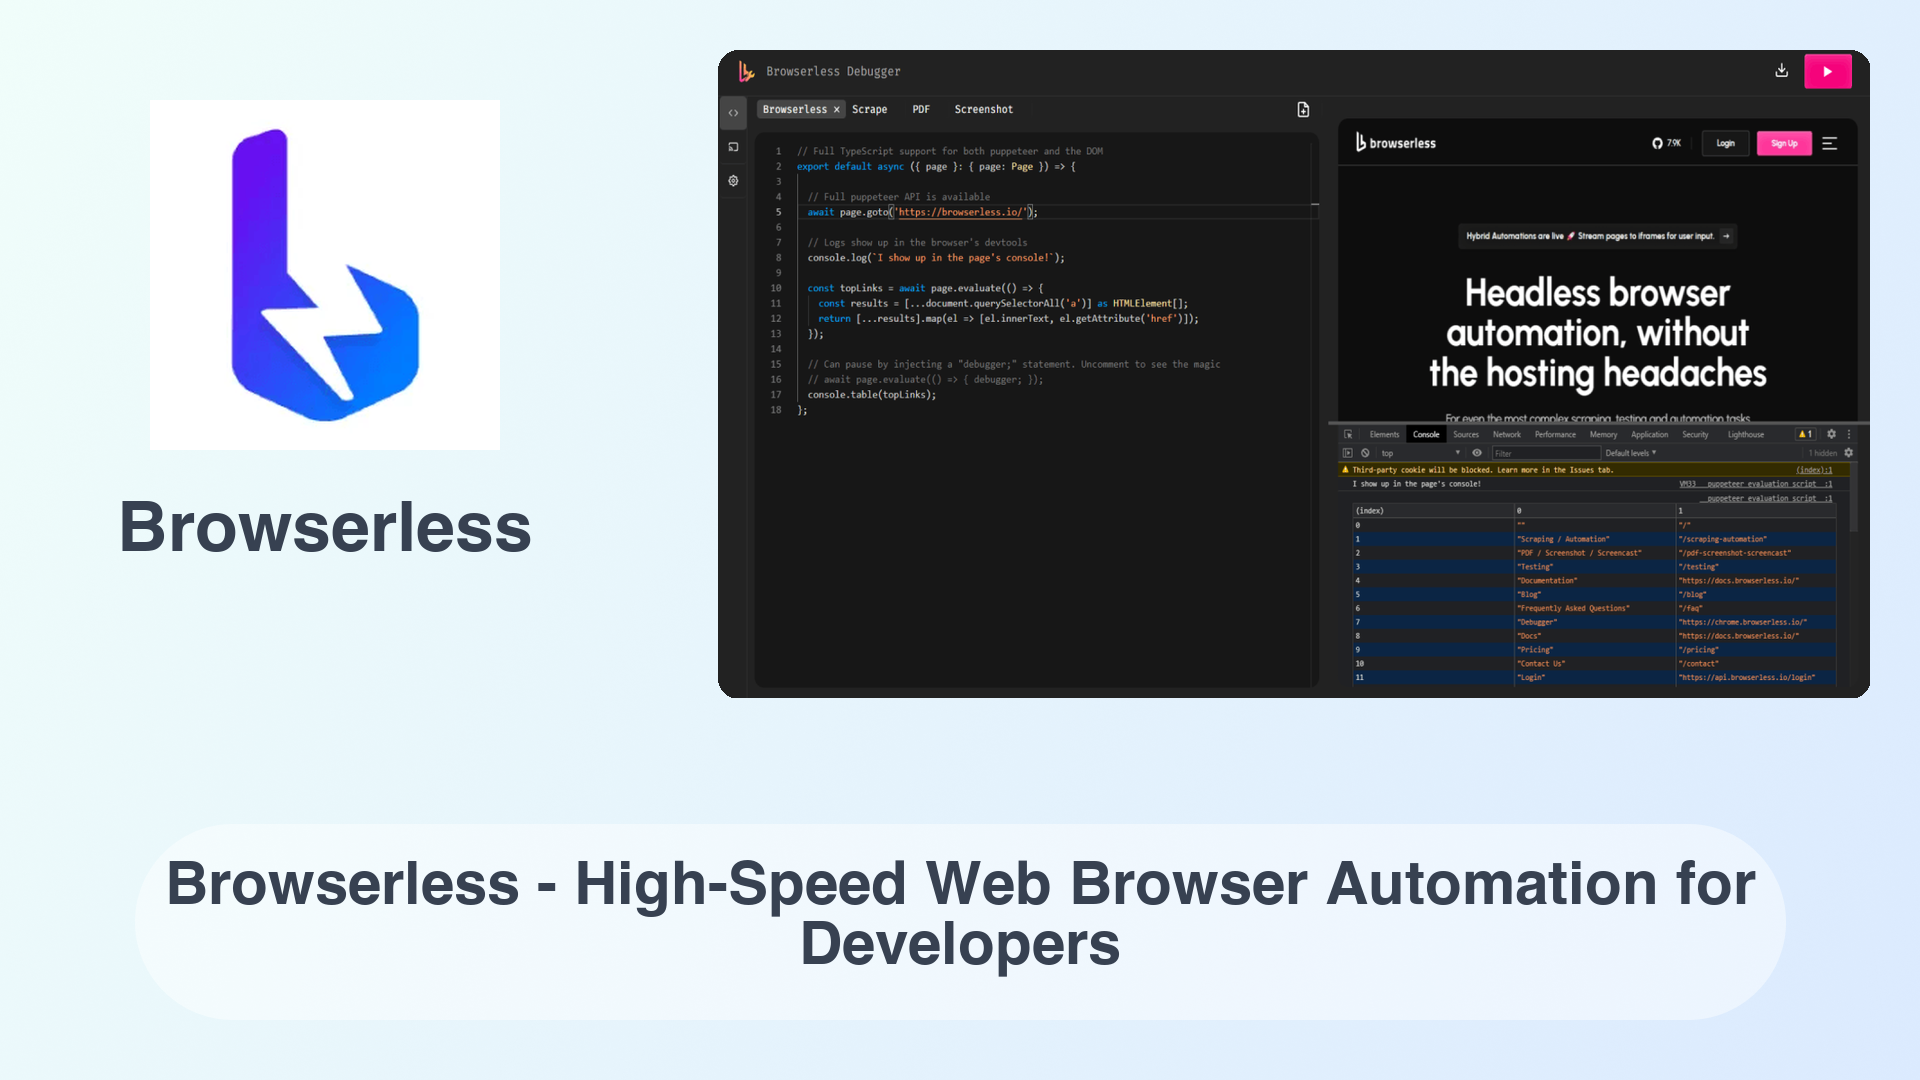 Browserless
Browserless Debugger
Browserless × Scrape PDF Screenshot
1 // Full TypeScript support for both puppeteer and the DOM
2 export default async ({ page }: { page: Page }) => {
3
4 // Full puppeteer API is available
5 await page.goto('https://browserless.io/');
6
7 // Logs show up in the browser's devtools
8 console.log(`I show up in the page's console!`);
9
10 const topLinks = await page.evaluate(() => {
11 const results = [...document.querySelectorAll('a')] as HTMLElement[];
12 return [...results].map(el => [el.innerText, el.getAttribute('href')]);
13 });
14
15 // Can pause by injecting a "debugger;" statement. Uncomment to see the magic
16 // await page.evaluate(() => { debugger; });
17 console.table(topLinks);
18 };
browserless 7.9K Login Sign Up
Hybrid Automations are live 🚀 Stream pages to iframes for user input. →
Headless browser
automation, without
the hosting headaches
For even the most complex scraping, testing and automation tasks
Elements Console Sources Network Performance Memory Application Security Lighthouse 1
top Filter Default levels 1 hidden
Third-party cookie will be blocked. Learn more in the Issues tab. (index):1
I show up in the page's console! VM33 __puppeteer_evaluation_script__:1
__puppeteer_evaluation_script__:1
(index) 0 1
0 "" "/"
1 "Scraping / Automation" "/scraping-automation"
2 "PDF / Screenshot / Screencast" "/pdf-screenshot-screencast"
3 "Testing" "/testing"
4 "Documentation" "https://docs.browserless.io/"
5 "Blog" "/blog"
6 "Frequently Asked Questions" "/faq"
7 "Debugger" "https://chrome.browserless.io/"
8 "Docs" "https://docs.browserless.io/"
9 "Pricing" "/pricing"
10 "Contact Us" "/contact"
11 "Login" "https://api.browserless.io/login"
Browserless - High-Speed Web Browser Automation for
Developers